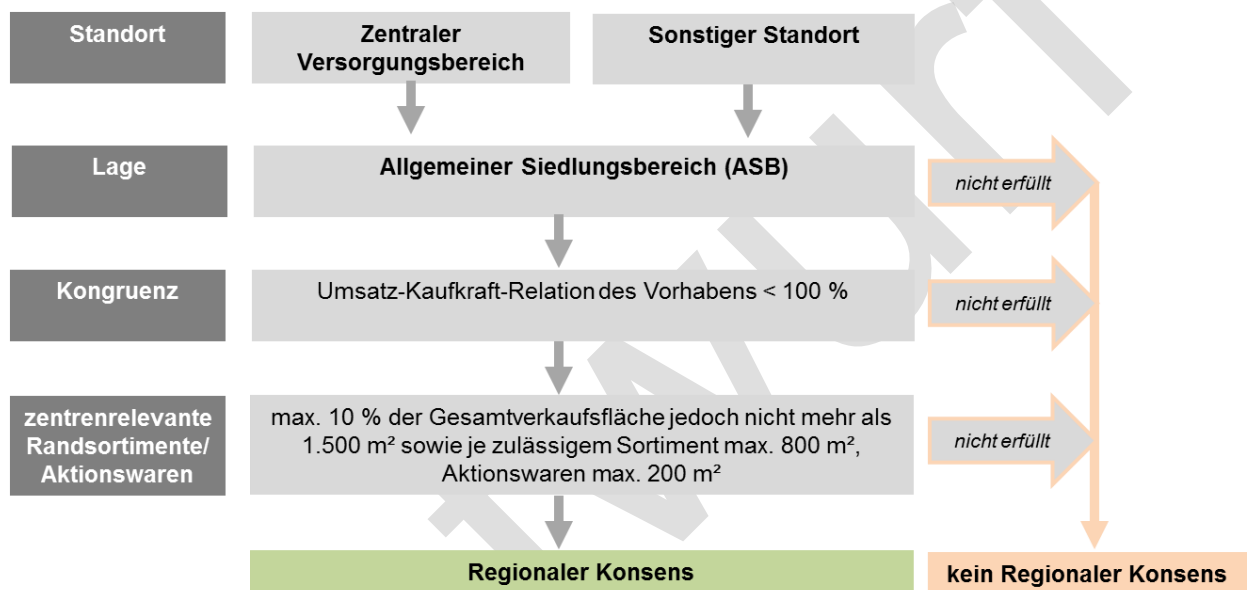 Standort
Zentraler
Versorgungsbereich
Sonstiger Standort
Lage
Allgemeiner Siedlungsbereich (ASB)
nicht erfüllt
Kongruenz
Umsatz-Kaufkraft-Relation des Vorhabens < 100 %
nicht erfüllt
zentrenrelevante
Randsortimente/
Aktionswaren
max. 10 % der Gesamtverkaufsfläche jedoch nicht mehr als
1.500 m² sowie je zulässigem Sortiment max. 800 m²,
Aktionswaren max. 200 m²
nicht erfüllt
Regionaler Konsens
kein Regionaler Konsens